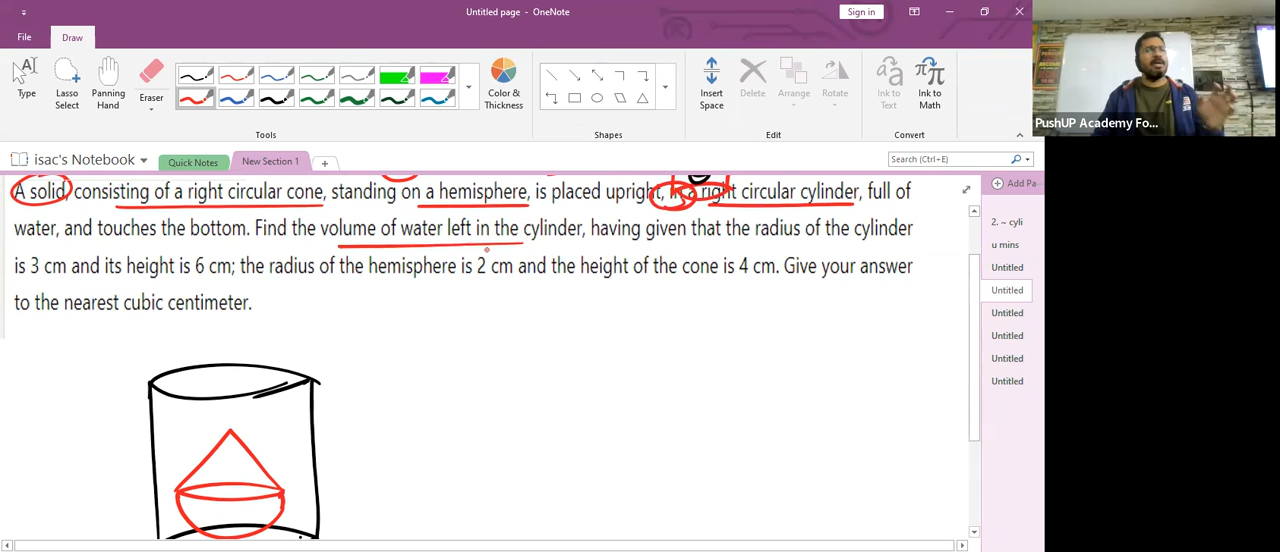 Untitled page - OneNote
Sign in
File
Draw
Type
Lasso
Select
Panning
Hand
Eraser
Color &
Thickness
Insert
Space
Delete
Arrange
Rotate
Ink to
Text
Ink to
Math
Tools
Shapes
Edit
Convert
PushUP Academy Fo...
isac's Notebook
Quick Notes
New Section 1
Search (Ctrl+E)
Add Pa
A solid, consisting of a right circular cone, standing on a hemisphere, is placed upright, in a right circular cylinder, full of
water, and touches the bottom. Find the volume of water left in the cylinder, having given that the radius of the cylinder
is 3 cm and its height is 6 cm; the radius of the hemisphere is 2 cm and the height of the cone is 4 cm. Give your answer
to the nearest cubic centimeter.
2. ~ cyli
u mins
Untitled
Untitled
Untitled
Untitled
Untitled
Untitled